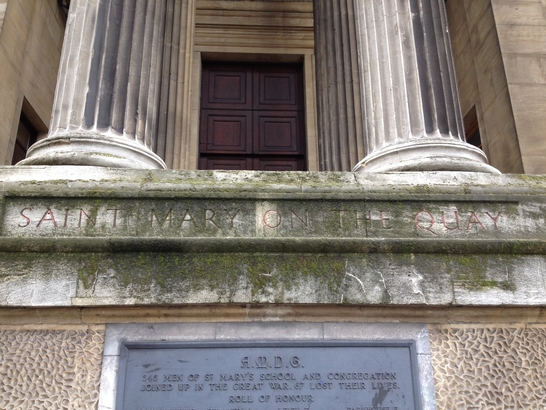 SAINT MARY ON THE QUAY
A.M.D.G.
545 MEN OF ST MARY'S SCHOOL AND CONGREGATION
JOINED UP IN THE GREAT WAR. 67 LOST THEIR LIVES.
ROLL OF HONOUR